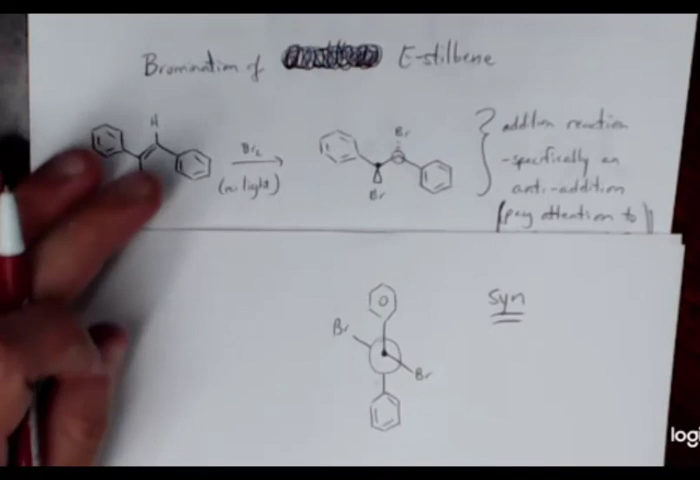 Bromination of E-stilbene
H
Br2
(no light)
Br
Br
addition reaction
-specifically an
anti-addition
(pay attention to)
Syn
Br
Br
logi